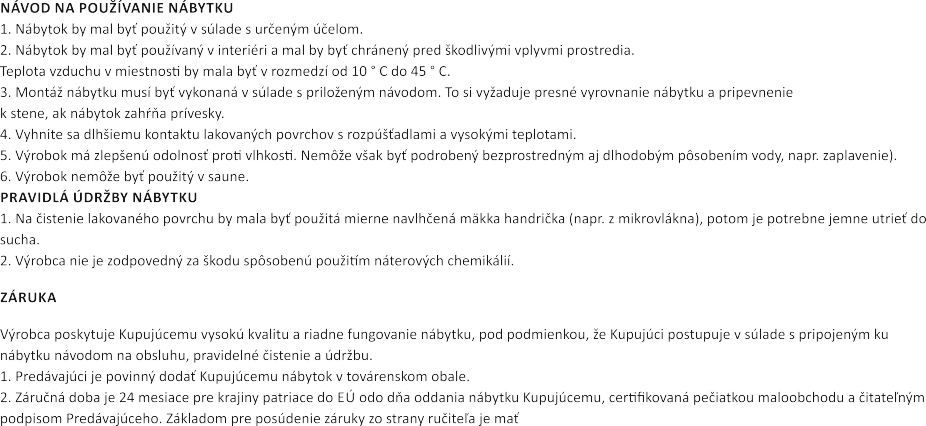 NÁVOD NA POUŽÍVANIE NÁBYTKU
1. Nábytok by mal byť použitý v súlade s určeným účelom.
2. Nábytok by mal byť používaný v interiéri a mal by byť chránený pred škodlivými vplyvmi prostredia.
Teplota vzduchu v miestnosti by mala byť v rozmedzí od 10 ° C do 45 ° C.
3. Montáž nábytku musí byť vykonaná v súlade s priloženým návodom. To si vyžaduje presné vyrovnanie nábytku a pripevnenie
k stene, ak nábytok zahŕňa prívesky.
4. Vyhnite sa dlhšiemu kontaktu lakovaných povrchov s rozpúšťadlami a vysokými teplotami.
5. Výrobok má zlepšenú odolnosť proti vlhkosti. Nemôže však byť podrobený bezprostredným aj dlhodobým pôsobením vody, napr. zaplavenie).
6. Výrobok nemôže byť použitý v saune.
PRAVIDLÁ ÚDRŽBY NÁBYTKU
1. Na čistenie lakovaného povrchu by mala byť použitá mierne navlhčená mäkka handrička (napr. z mikrovlákna), potom je potrebne jemne utrieť do
sucha.
2. Výrobca nie je zodpovedný za škodu spôsobenú použitím náterových chemikálií.
ZÁRUKA
Výrobca poskytuje Kupujúcemu vysokú kvalitu a riadne fungovanie nábytku, pod podmienkou, že Kupujúci postupuje v súlade s pripojeným ku
nábytku návodom na obsluhu, pravidelné čistenie a údržbu.
1. Predávajúci je povinný dodať Kupujúcemu nábytok v továrenskom obale.
2. Záručná doba je 24 mesiace pre krajiny patriace do EÚ odo dňa oddania nábytku Kupujúcemu, certifikovaná pečiatkou maloobchodu a čitateľným
podpisom Predávajúceho. Základom pre posúdenie záruky zo strany ručiteľa je mať